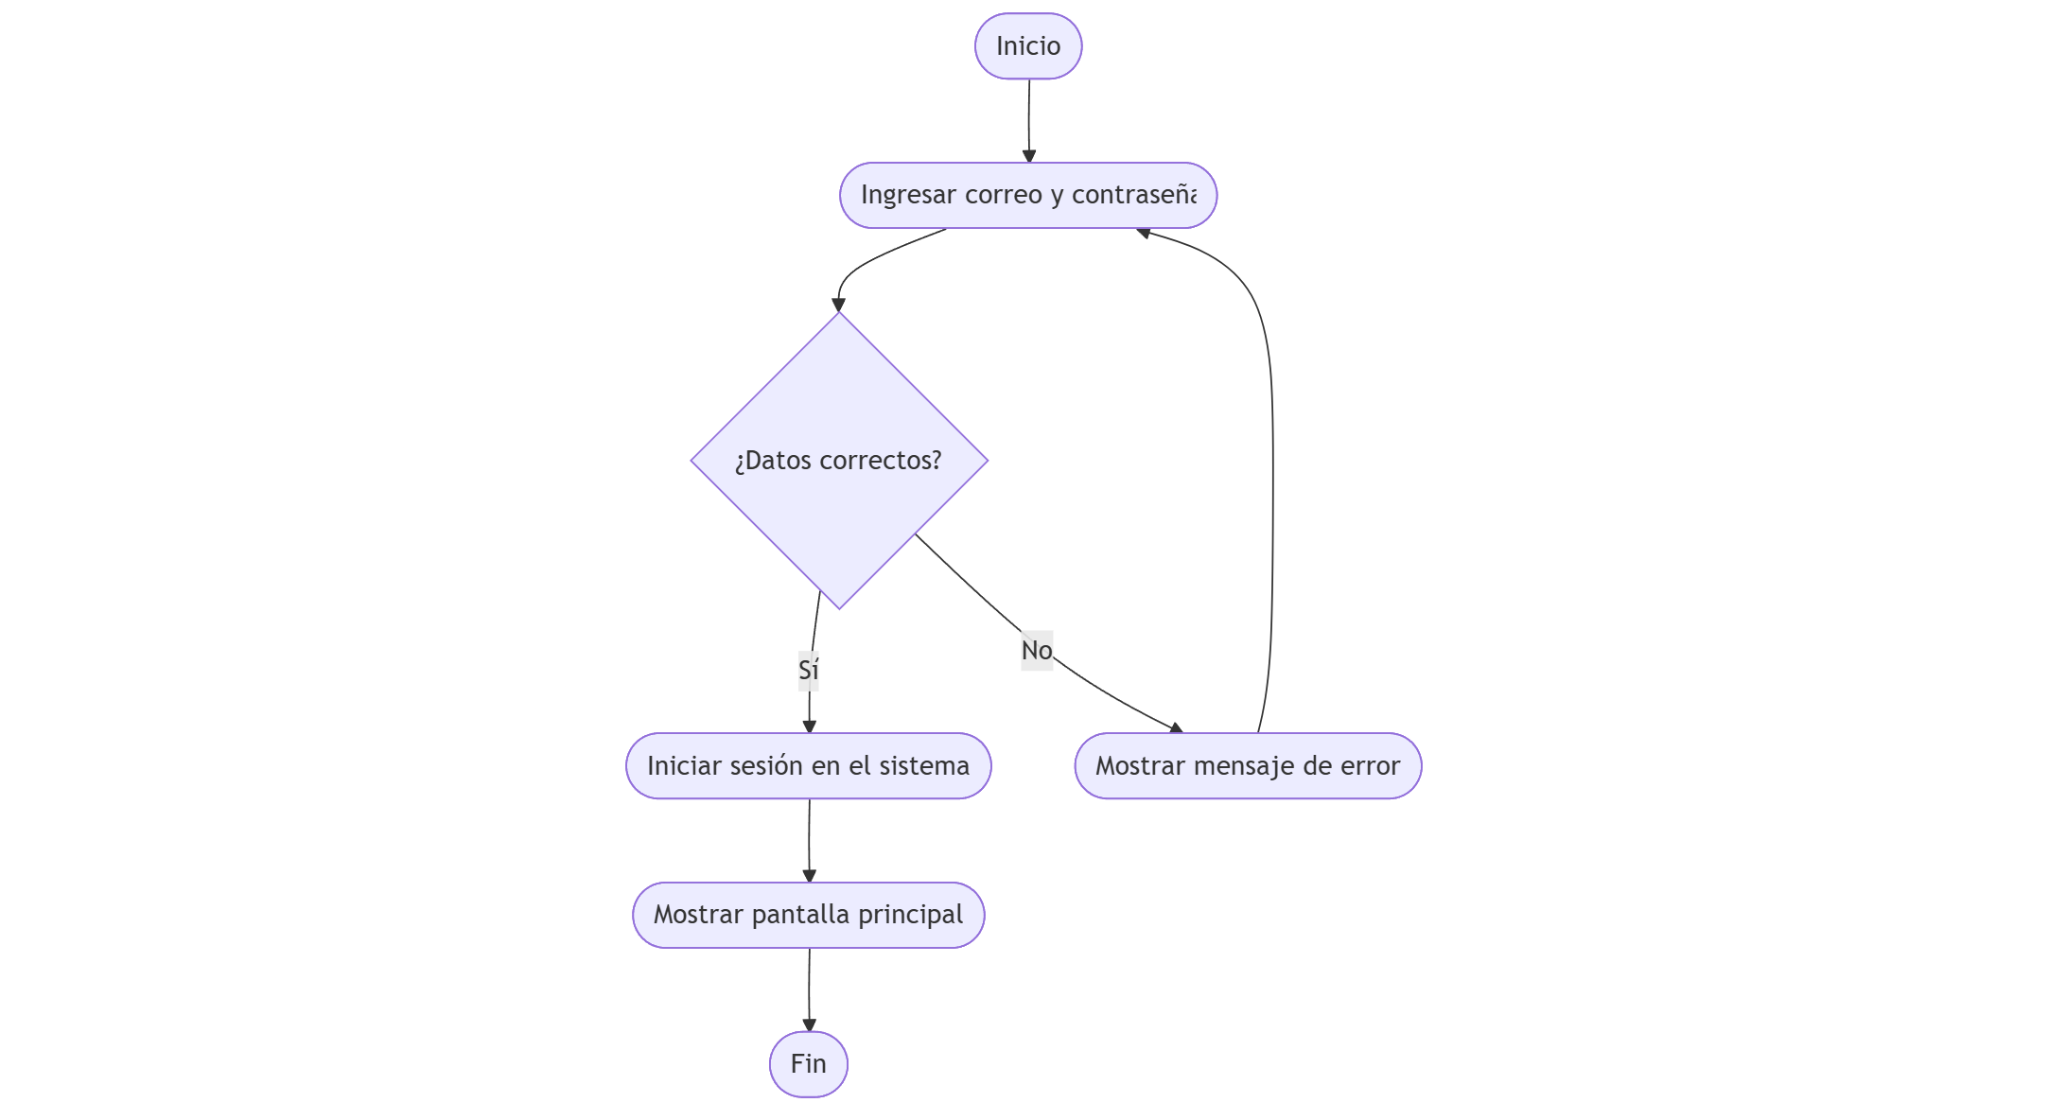 Inicio
Ingresar correo y contraseña
¿Datos correctos?
No
Sí
Iniciar sesión en el sistema
Mostrar mensaje de error
Mostrar pantalla principal
Fin